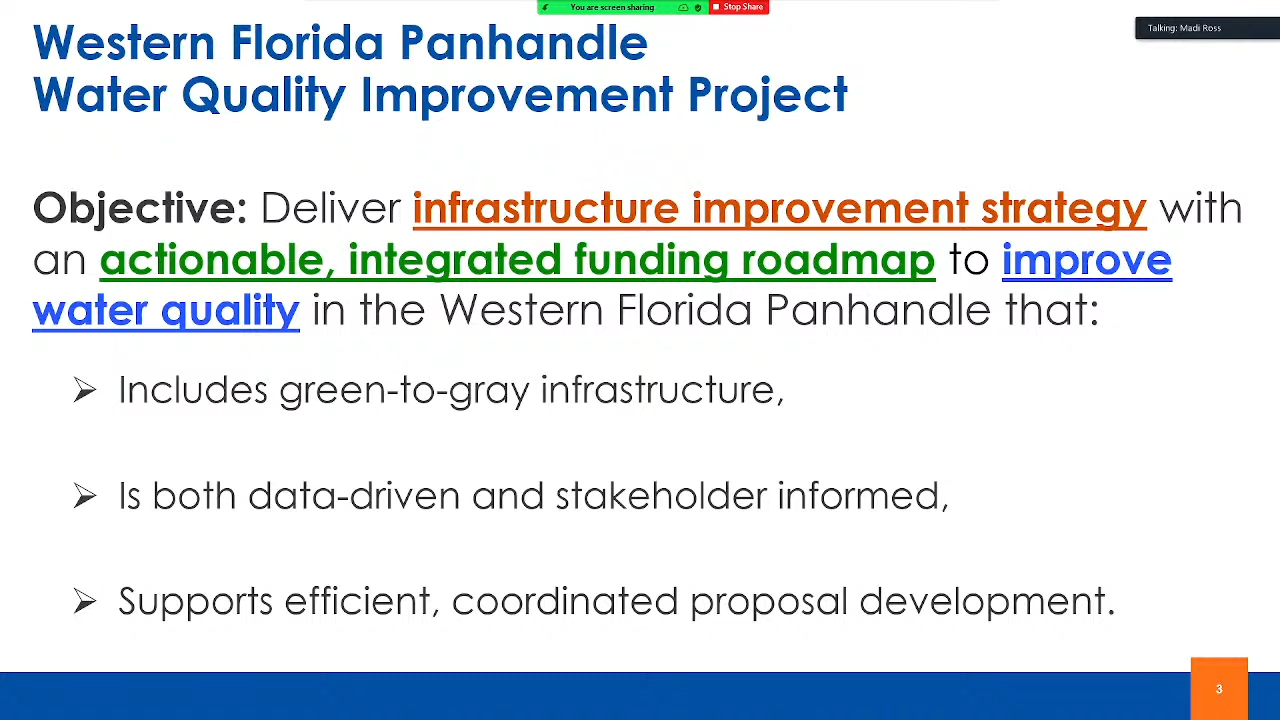 You are screen sharing
Stop Share
Talking: Madi Ross
Western Florida Panhandle
Water Quality Improvement Project
Objective: Deliver infrastructure improvement strategy with
an actionable, integrated funding roadmap to improve
water quality in the Western Florida Panhandle that:
Includes green-to-gray infrastructure,
Is both data-driven and stakeholder informed,
Supports efficient, coordinated proposal development.
3